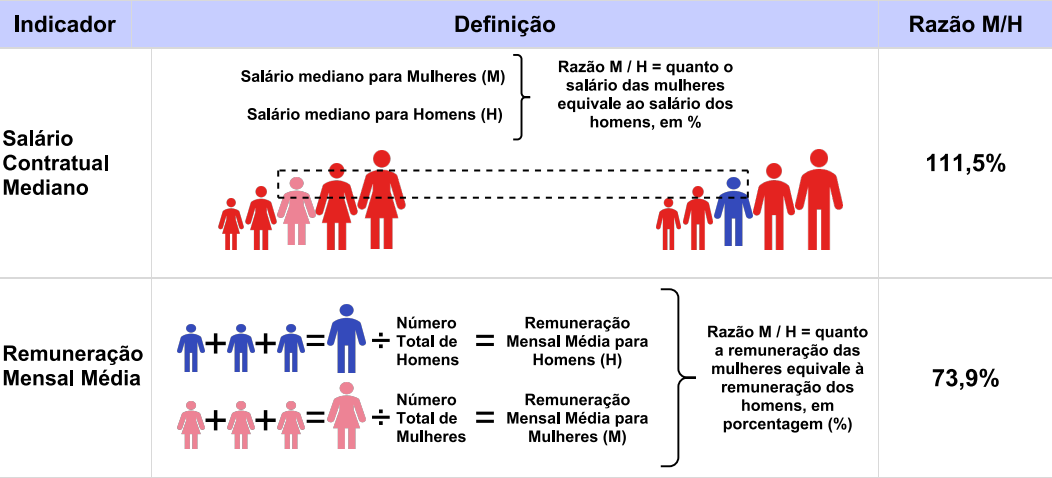 Indicador
Definição
Razão M/H
Salário mediano para Mulheres (M)
Salário mediano para Homens (H)
Razão M / H = quanto o
salário das mulheres
equivale ao salário dos
homens, em %
Salário
Contratual
Mediano
111,5%
Remuneração
Mensal Média
+
+
=
÷
Número
Total de
Homens
=
Remuneração
Mensal Média para
Homens (H)
+
+
=
÷
Número
Total de
Mulheres
=
Remuneração
Mensal Média para
Mulheres (M)
Razão M / H = quanto
a remuneração das
mulheres equivale à
remuneração dos
homens, em
porcentagem (%)
73,9%